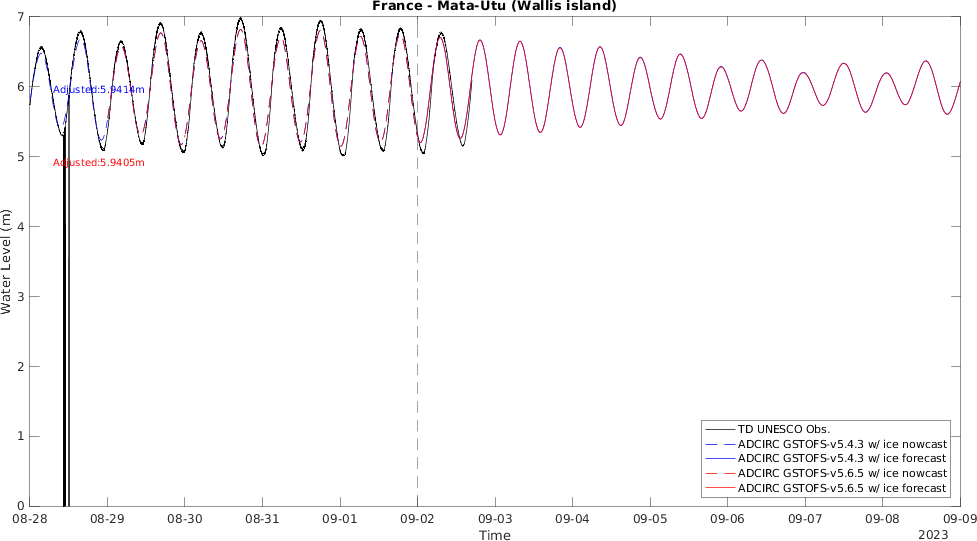 France - Mata-Utu (Wallis island)
7
6
5
4
3
2
1
0
Water Level (m)
Adjusted:5.9414m
Adjusted:5.9405m
TD UNESCO Obs.
ADCIRC GSTOFS-v5.4.3 w/ ice nowcast
ADCIRC GSTOFS-v5.4.3 w/ ice forecast
ADCIRC GSTOFS-v5.6.5 w/ ice nowcast
ADCIRC GSTOFS-v5.6.5 w/ ice forecast
08-28 08-29 08-30 08-31 09-01 09-02 09-03 09-04 09-05 09-06 09-07 09-08 09-09
Time
2023